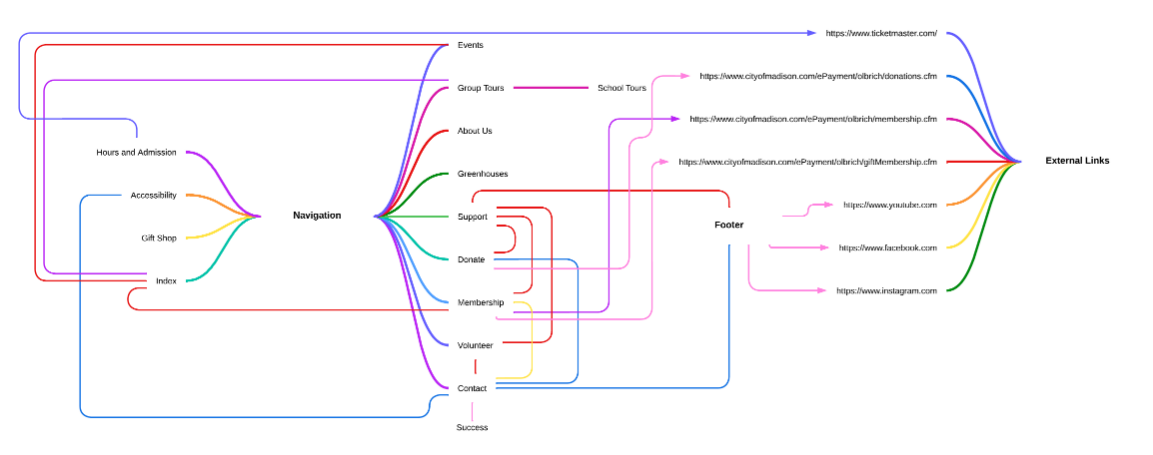 https://www.ticketmaster.com/
Events
https://www.cityofmadison.com/ePayment/olbrich/donations.cfm
Group Tours
School Tours
https://www.cityofmadison.com/ePayment/olbrich/membership.cfm
About Us
Hours and Admission
https://www.cityofmadison.com/ePayment/olbrich/giftMembership.cfm
External Links
Greenhouses
Accessibility
https://www.youtube.com
Navigation
Support
Footer
Gift Shop
https://www.facebook.com
Donate
Index
https://www.instagram.com
Membership
Volunteer
Contact
Success